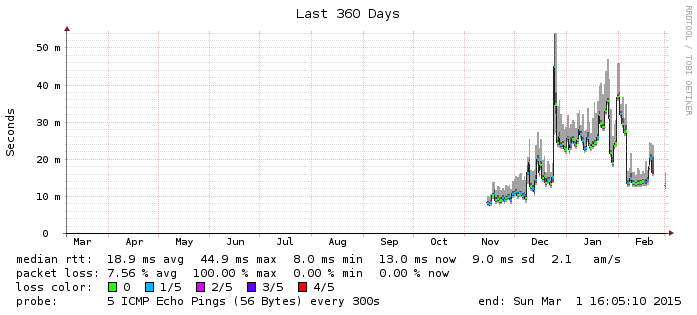 Last 360 Days
RRDTOOL / TOBI OETIKER
Seconds
50 m
40 m
30 m
20 m
10 m
0
Mar Apr May Jun Jul Aug Sep Oct Nov Dec Jan Feb
median rtt: 18.9 ms avg 44.9 ms max 8.0 ms min 13.0 ms now 9.0 ms sd 2.1 am/s
packet loss: 7.56 % avg 100.00 % max 0.00 % min 0.00 % now
loss color: 0 1/5 2/5 3/5 4/5
probe: 5 ICMP Echo Pings (56 Bytes) every 300s end: Sun Mar 1 16:05:10 2015